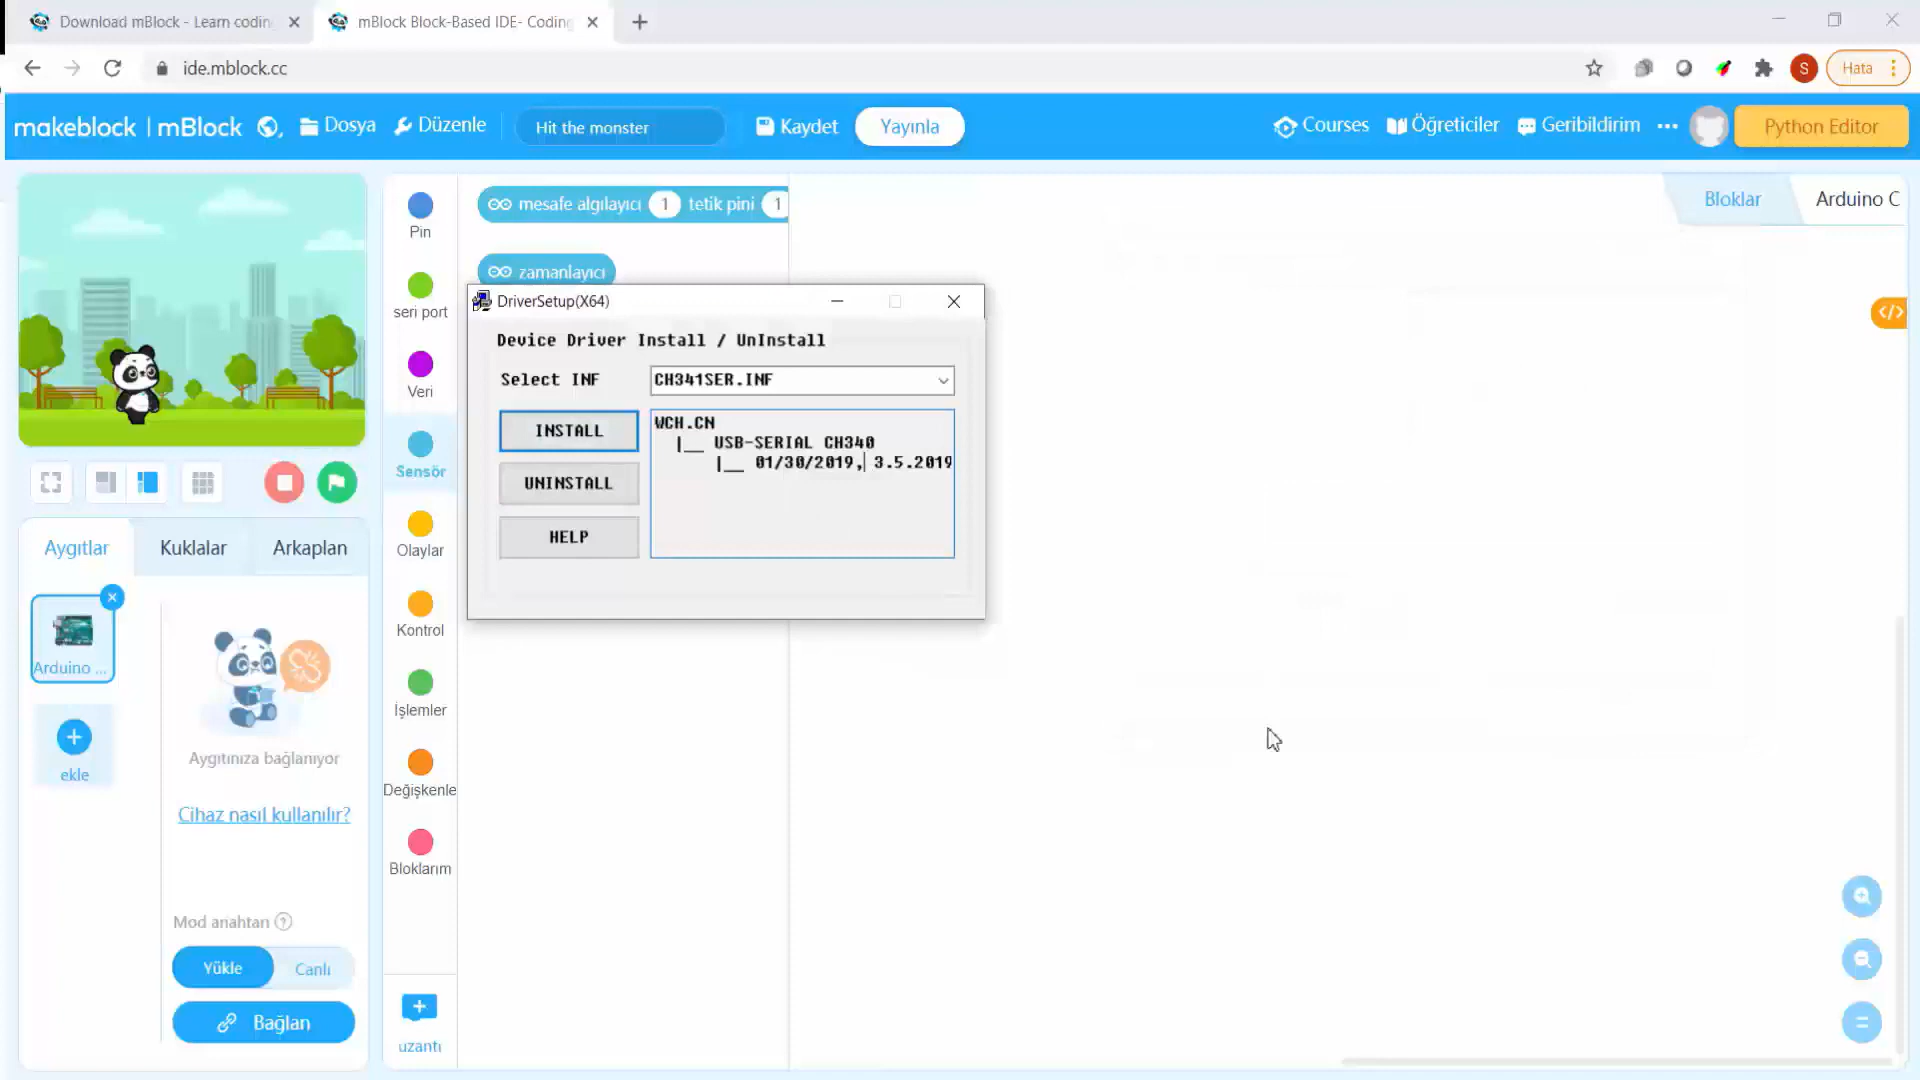 Download mBlock - Learn codin
mBlock Block-Based IDE- Coding
ide.mblock.cc
S
Hata
makeblock | mBlock
Dosya
Düzenle
Hit the monster
Kaydet
Yayınla
Courses
Öğreticiler
Geribildirim
Python Editor
Pin
seri port
Veri
Sensör
Olaylar
Kontrol
İşlemler
Değişkenle
Bloklarım
uzantı
mesafe algılayıcı 1 tetik pini 1
zamanlayıcı
Bloklar
Arduino C
DriverSetup(X64)
Device Driver Install / UnInstall
Select INF
CH341SER.INF
INSTALL
UNINSTALL
HELP
WCH.CN
|__ USB-SERIAL CH340
|__ 01/30/2019, 3.5.2019
Aygıtlar
Kuklalar
Arkaplan
Arduino ...
ekle
Aygıtınıza bağlanıyor
Cihaz nasıl kullanılır?
Mod anahtarı ?
Yükle
Canlı
Bağlan